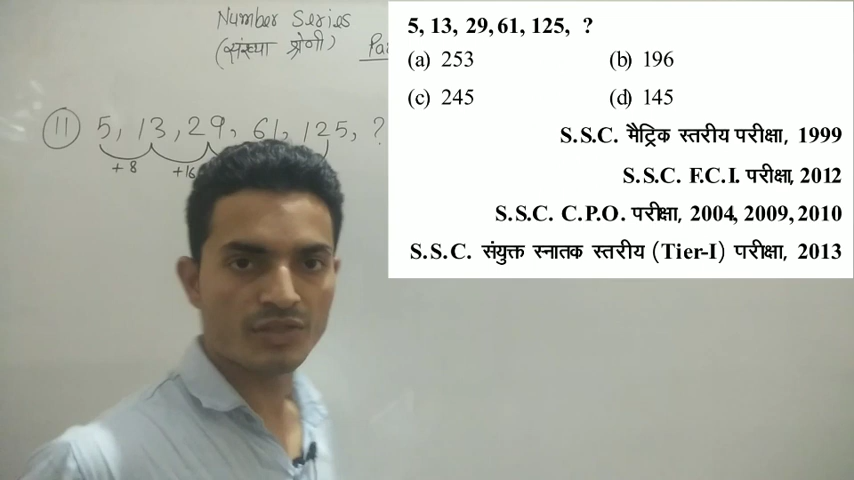 Number Series
(संख्या श्रेणी)
11 5, 13, 29, 61, 125, ?
+8 +16
5, 13, 29, 61, 125, ?
(a) 253 (b) 196
(c) 245 (d) 145
S.S.C. मैट्रिक स्तरीय परीक्षा, 1999
S.S.C. F.C.I. परीक्षा, 2012
S.S.C. C.P.O. परीक्षा, 2004, 2009, 2010
S.S.C. संयुक्त स्नातक स्तरीय (Tier-I) परीक्षा, 2013